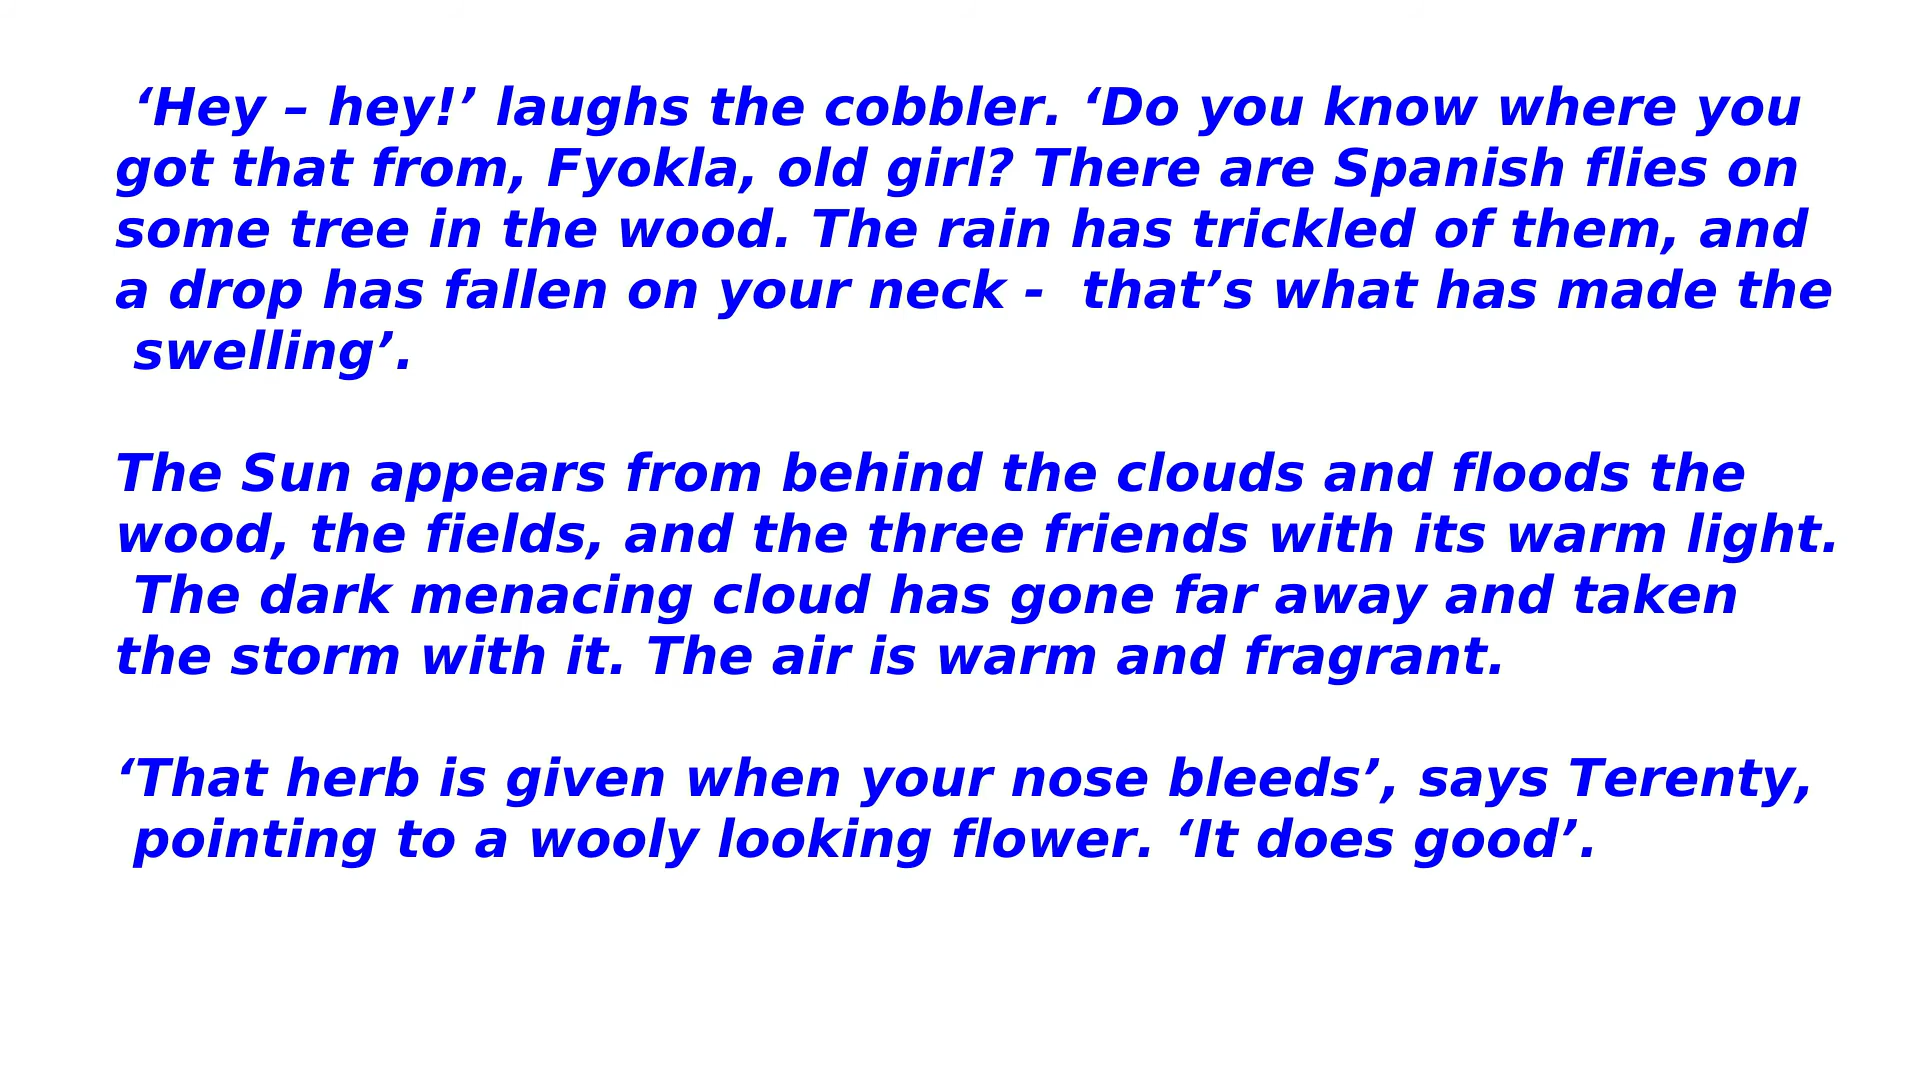 ‘Hey – hey!’ laughs the cobbler. ‘Do you know where you
got that from, Fyokla, old girl? There are Spanish flies on
some tree in the wood. The rain has trickled of them, and
a drop has fallen on your neck -  that’s what has made the
swelling’.
The Sun appears from behind the clouds and floods the
wood, the fields, and the three friends with its warm light.
The dark menacing cloud has gone far away and taken
the storm with it. The air is warm and fragrant.
‘That herb is given when your nose bleeds’, says Terenty,
pointing to a wooly looking flower. ‘It does good’.